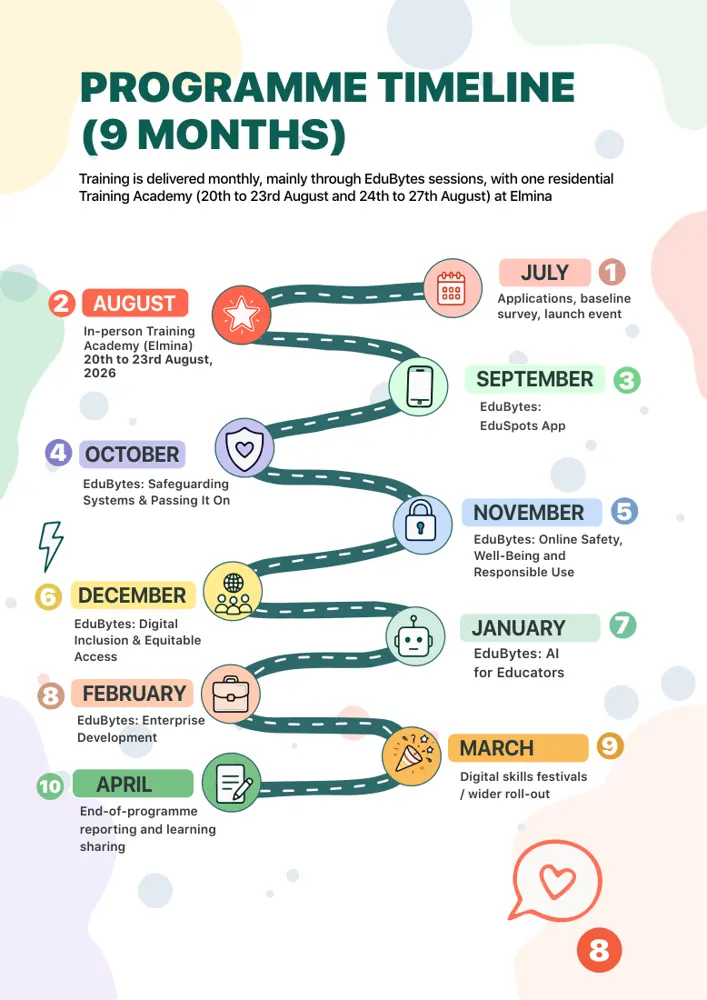 PROGRAMME TIMELINE
(9 MONTHS)
Training is delivered monthly, mainly through EduBytes sessions, with one residential
Training Academy (20th to 23rd August and 24th to 27th August) at Elmina
JULY 1
Applications, baseline
survey, launch event
2 AUGUST
In-person Training
Academy (Elmina)
20th to 23rd August,
2026
SEPTEMBER 3
EduBytes:
EduSpots App
4 OCTOBER
EduBytes: Safeguarding
Systems & Passing It On
NOVEMBER 5
EduBytes: Online Safety,
Well-Being and
Responsible Use
6 DECEMBER
EduBytes: Digital
Inclusion & Equitable
Access
JANUARY 7
EduBytes: AI
for Educators
8 FEBRUARY
EduBytes: Enterprise
Development
MARCH 9
Digital skills festivals
/ wider roll-out
10 APRIL
End-of-programme
reporting and learning
sharing
8